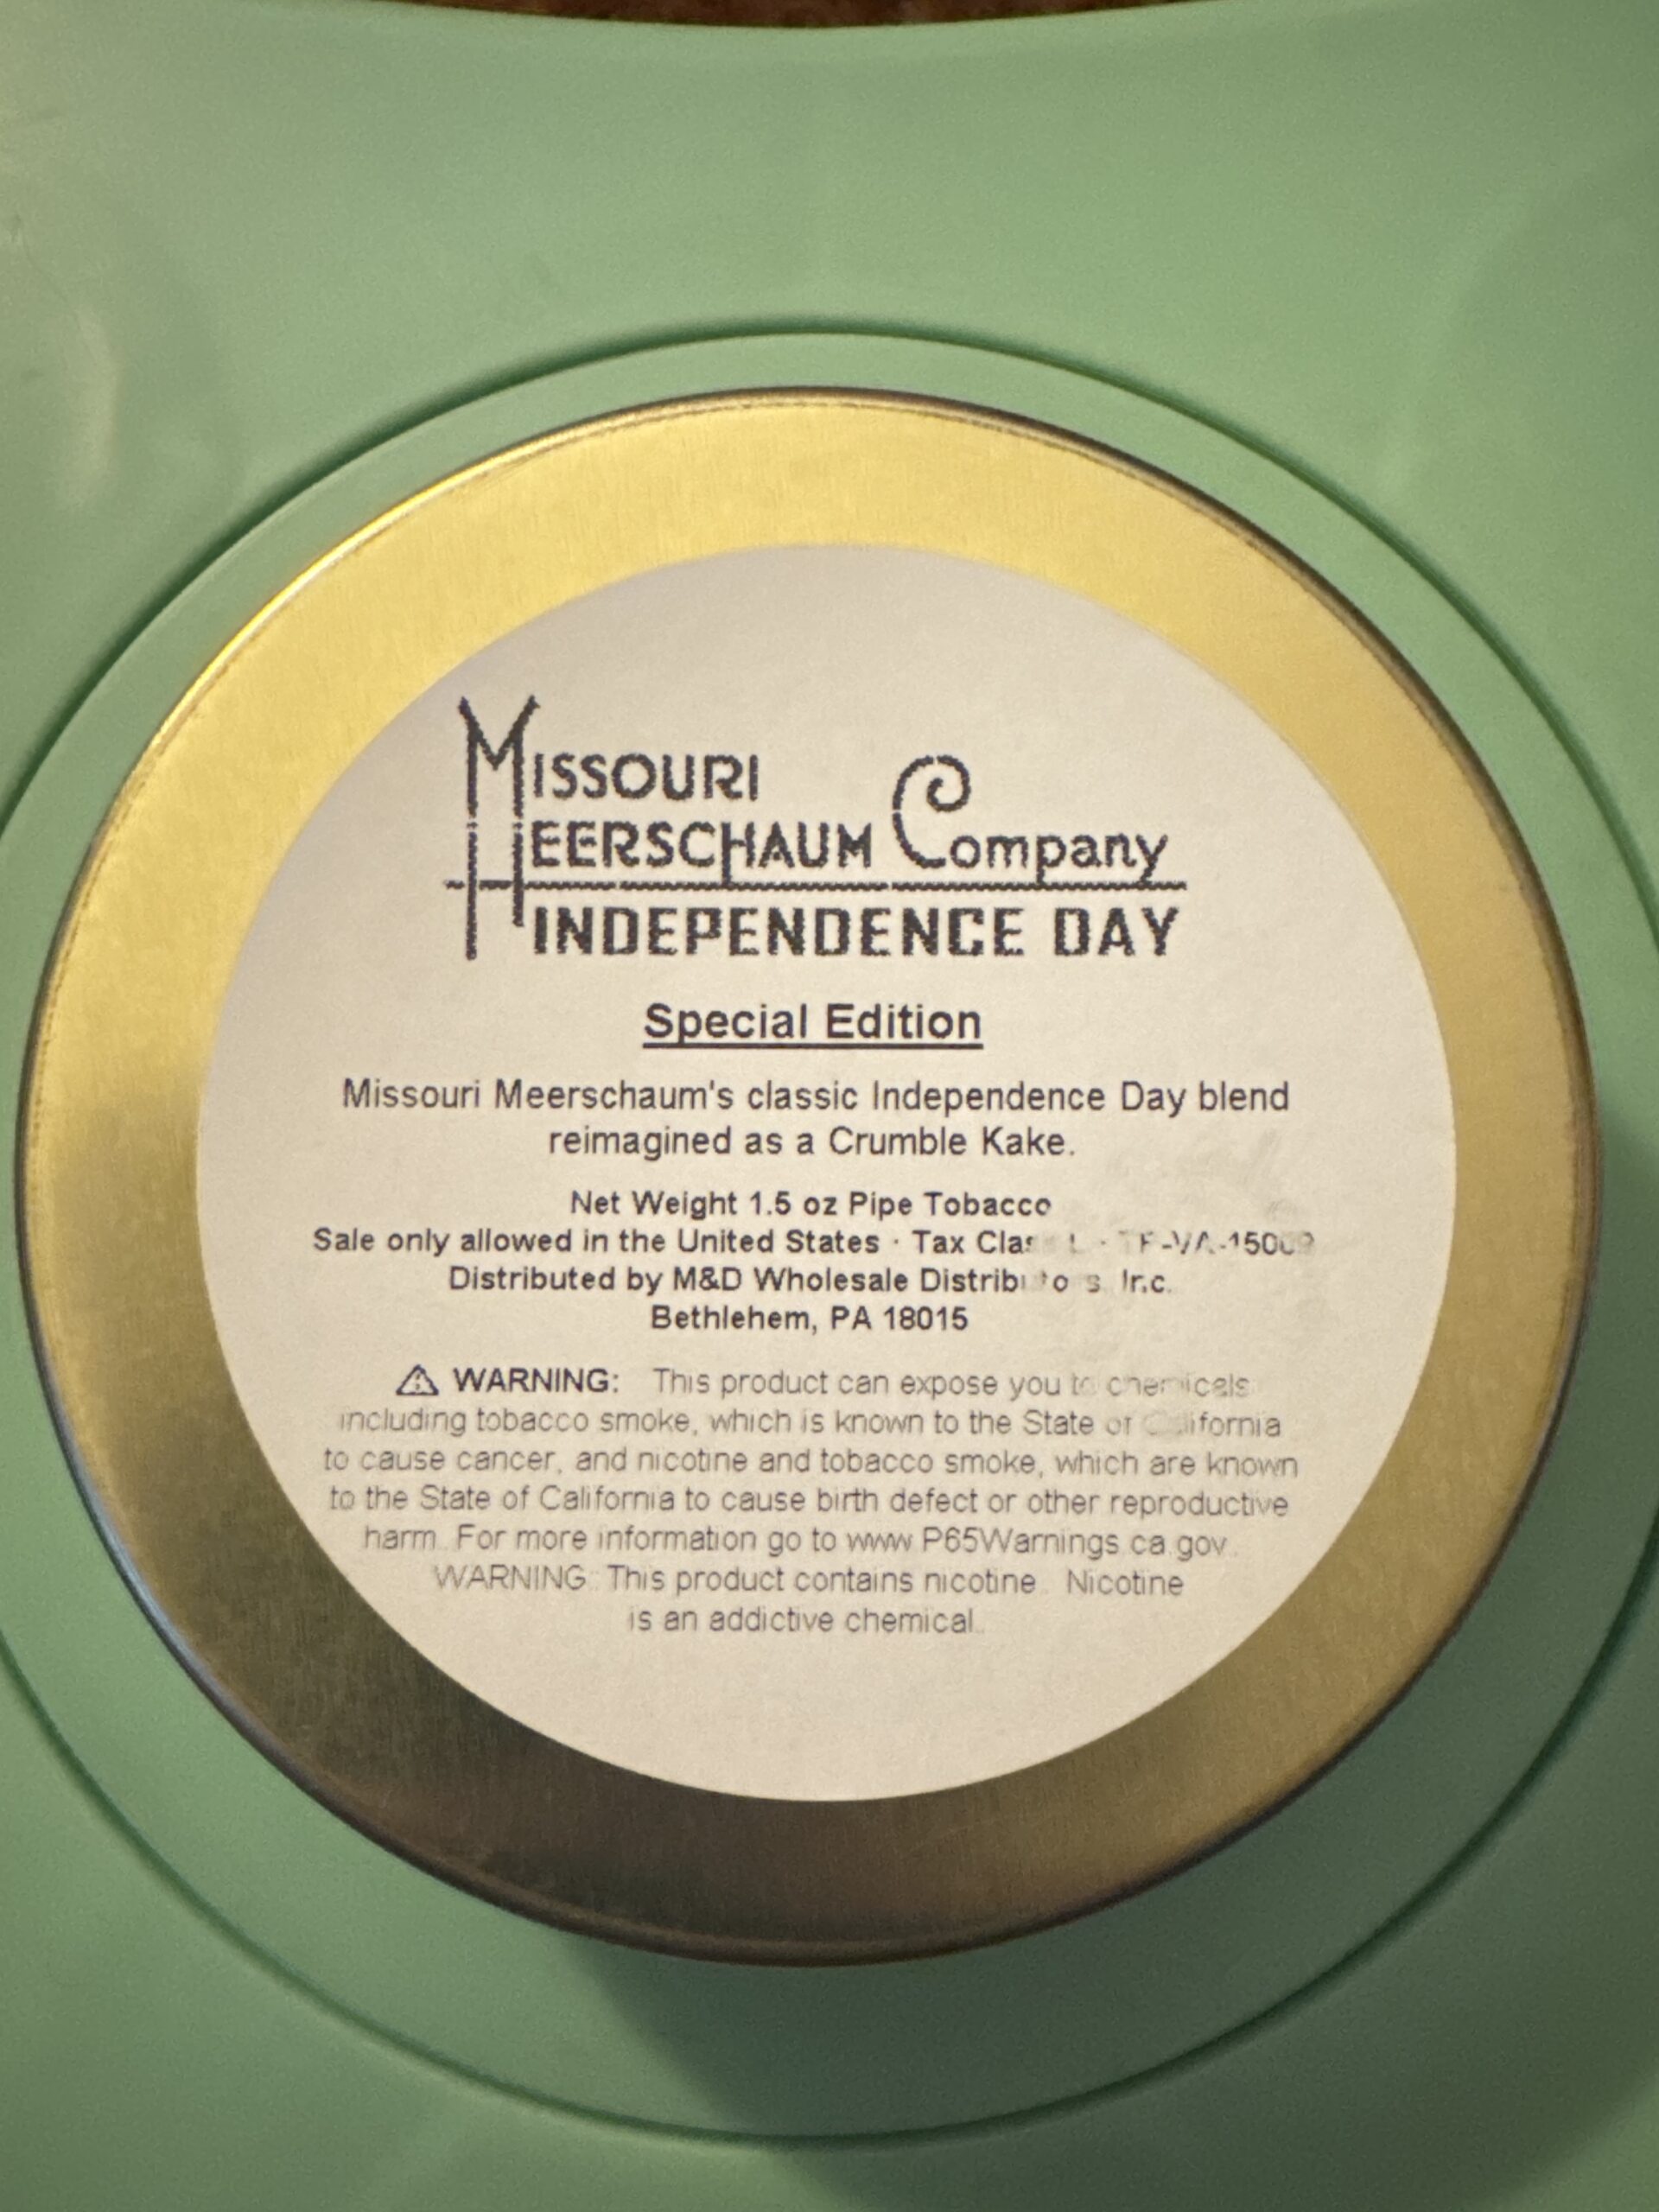 MISSOURI
MEERSCHAUM Company
INDEPENDENCE DAY
Special Edition
Missouri Meerschaum's classic Independence Day blend
reimagined as a Crumble Kake.
Net Weight 1.5 oz Pipe Tobacco
Sale only allowed in the United States · Tax
Distributed by M&D Wholesale Distributors, Inc.
Bethlehem, PA 18015
⚠ WARNING: This product can expose you to chemicals
including tobacco smoke, which is known to the State of California
to cause cancer, and nicotine and tobacco smoke, which are known
to the State of California to cause birth defect or other reproductive
harm. For more information go to www.P65Warnings.ca.gov.
WARNING: This product contains nicotine. Nicotine
is an addictive chemical.